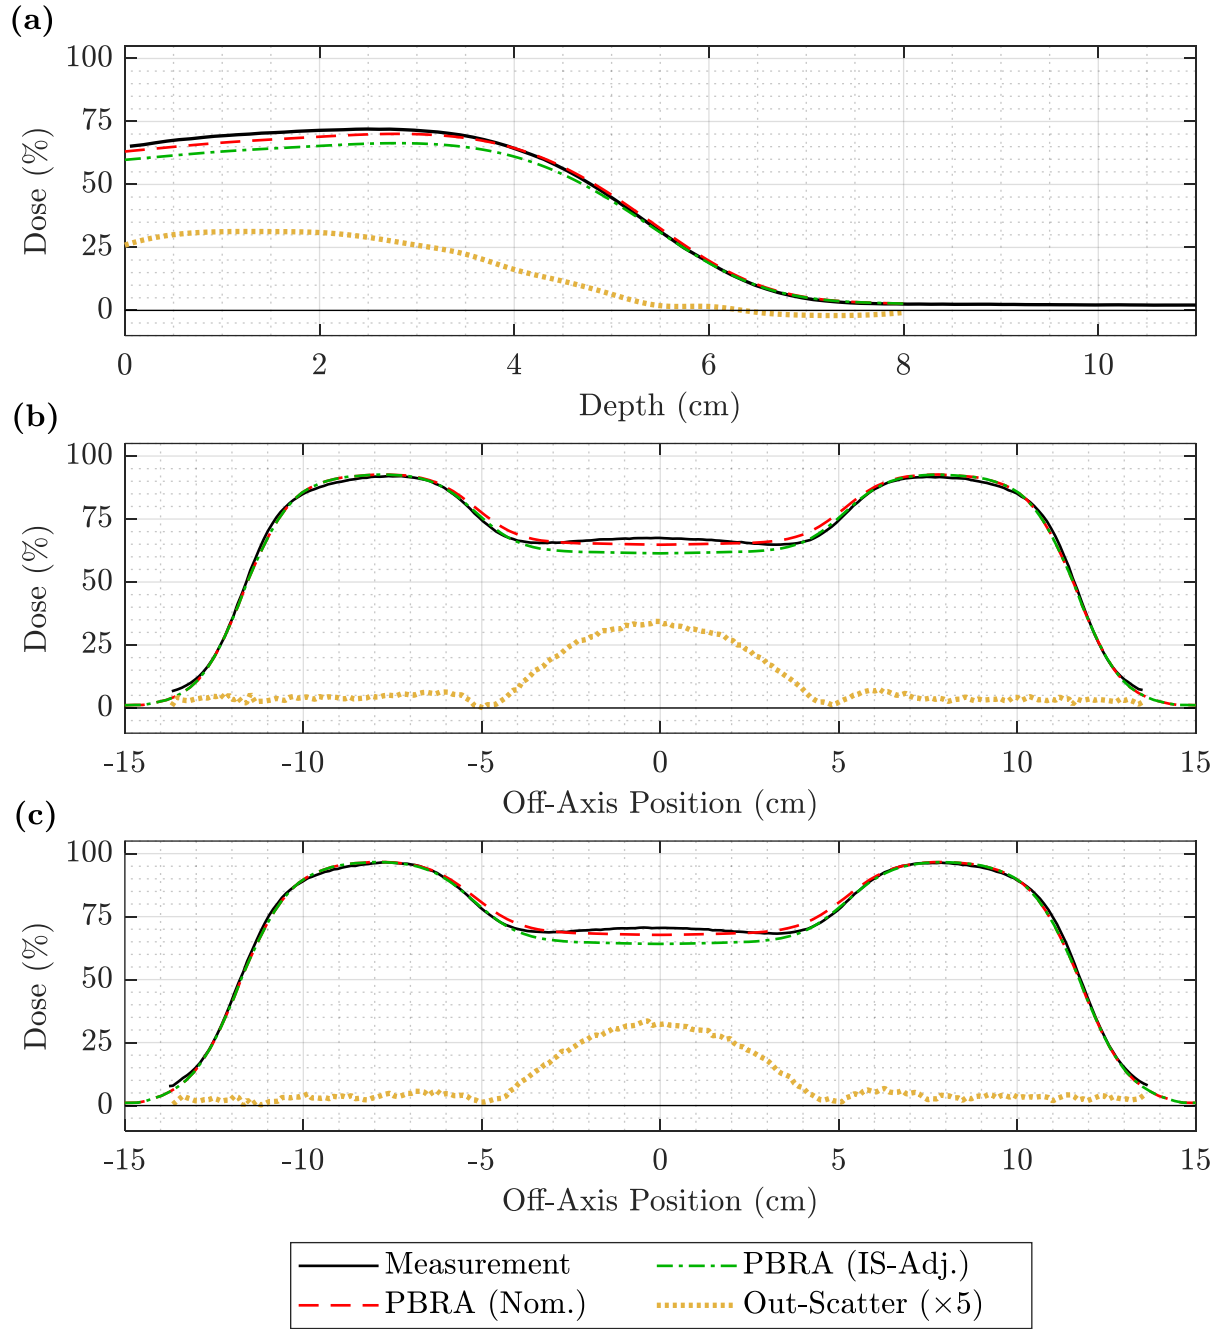 (a)
100
75
50
25
0
Dose (%)
0 2 4 6 8 10
Depth (cm)
(b)
100
75
50
25
0
Dose (%)
-15 -10 -5 0 5 10 15
Off-Axis Position (cm)
(c)
100
75
50
25
0
Dose (%)
-15 -10 -5 0 5 10 15
Off-Axis Position (cm)
Measurement PBRA (IS-Adj.)
PBRA (Nom.) Out-Scatter (×5)